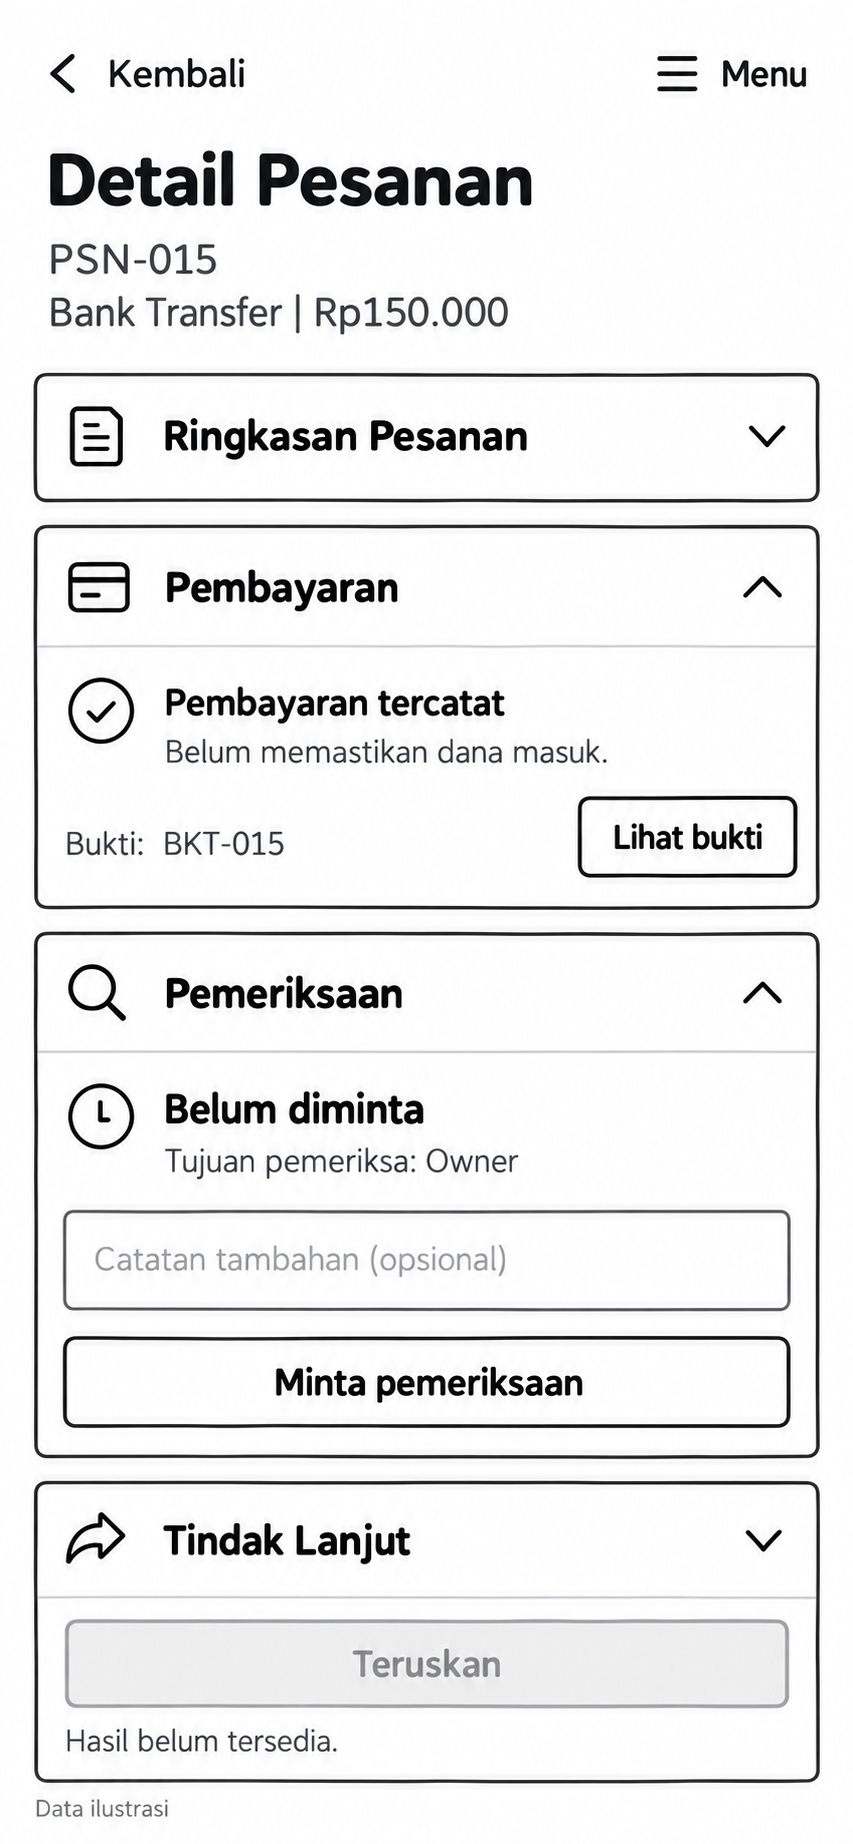 Kembali
Menu
Detail Pesanan
PSN-015
Bank Transfer | Rp150.000
Ringkasan Pesanan
Pembayaran
Pembayaran tercatat
Belum memastikan dana masuk.
Bukti: BKT-015
Lihat bukti
Pemeriksaan
Belum diminta
Tujuan pemeriksa: Owner
Catatan tambahan (opsional)
Minta pemeriksaan
Tindak Lanjut
Teruskan
Hasil belum tersedia.
Data ilustrasi